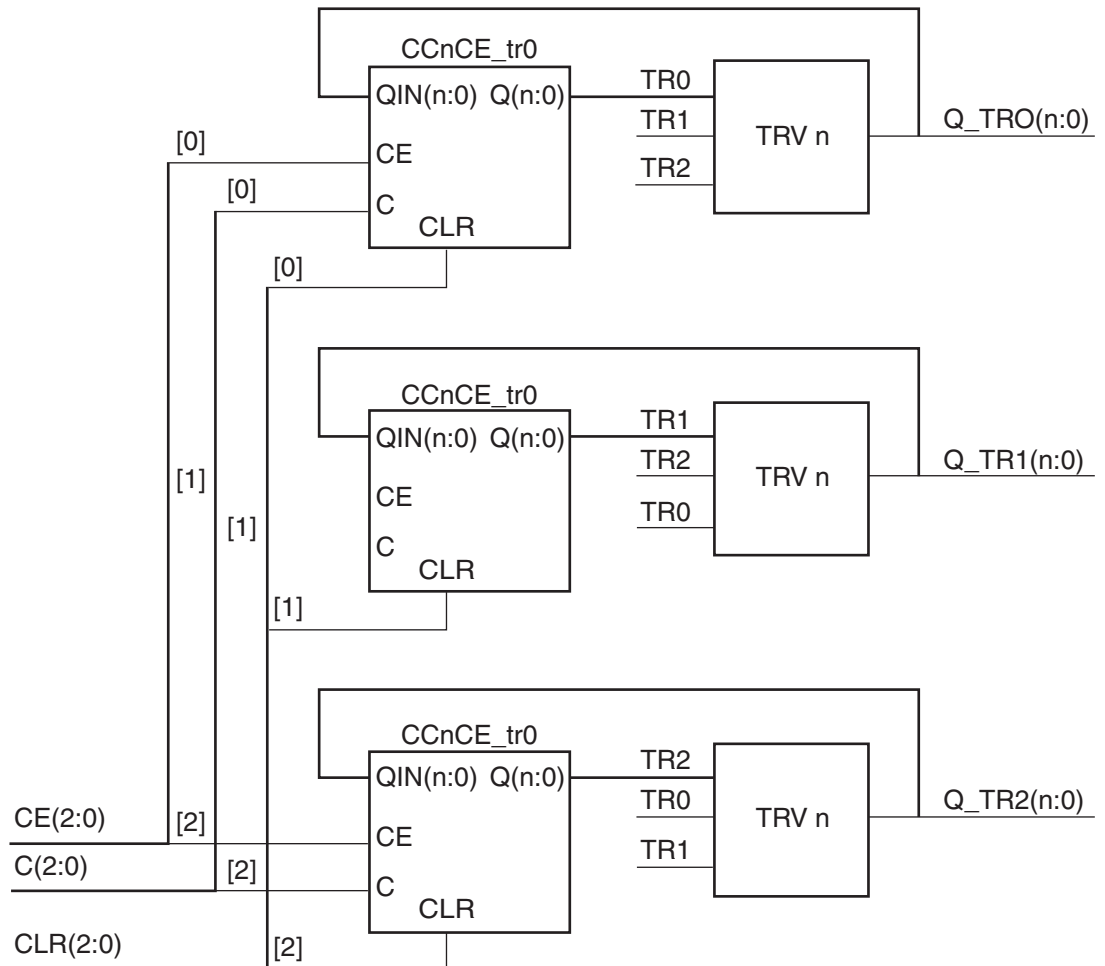 CCnCE_tr0
QIN(n:0) Q(n:0)
CE
C
CLR
[0]
[0]
[0]
TR0
TR1
TR2
TRV n
Q_TRO(n:0)
CCnCE_tr0
QIN(n:0) Q(n:0)
CE
C
CLR
[1]
[1]
[1]
TR1
TR2
TR0
TRV n
Q_TR1(n:0)
CCnCE_tr0
QIN(n:0) Q(n:0)
CE
C
CLR
CE(2:0)
C(2:0)
CLR(2:0)
[2]
[2]
[2]
TR2
TR0
TR1
TRV n
Q_TR2(n:0)